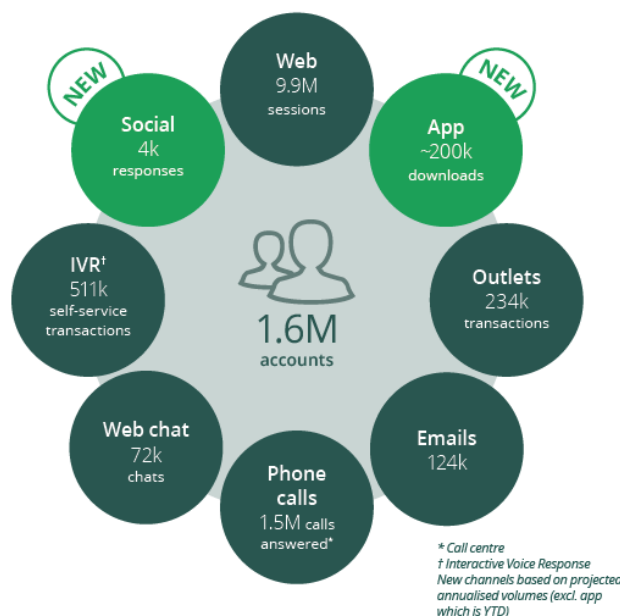 NEW
Web
9.9M
sessions
NEW
Social
4k
responses
App
~200k
downloads
IVR†
511k
self-service
transactions
1.6M
accounts
Outlets
234k
transactions
Web chat
72k
chats
Phone
calls
1.5M calls
answered*
Emails
124k
* Call centre
† Interactive Voice Response
New channels based on projected
annualised volumes (excl. app
which is YTD)